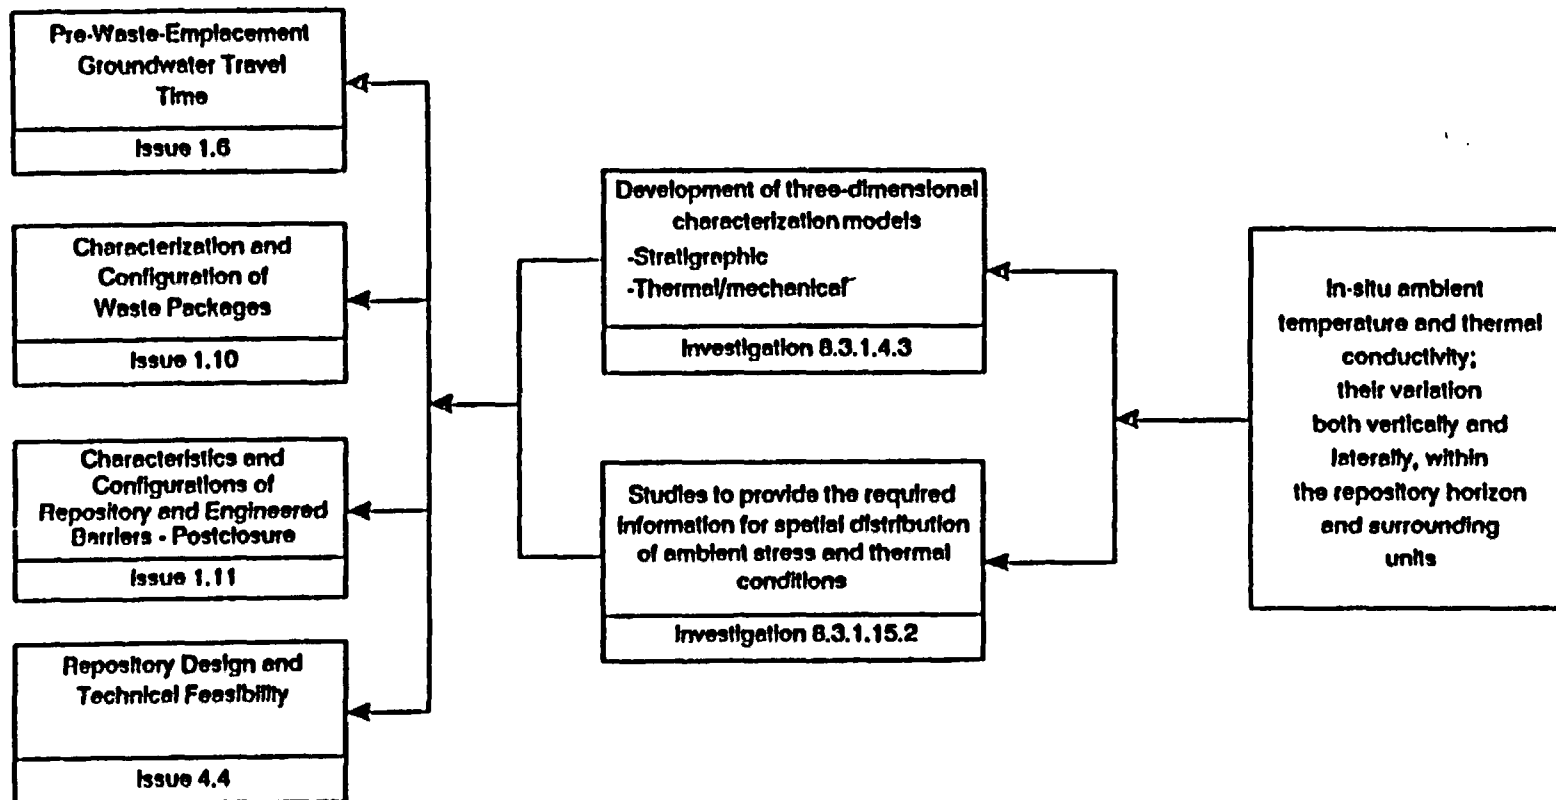 Pre-Waste-Emplacement
Groundwater Travel
Time
Issue 1.6
Characterization and
Configuration of
Waste Packages
Issue 1.10
Characteristics and
Configurations of
Repository and Engineered
Barriers - Postclosure
Issue 1.11
Repository Design and
Technical Feasibility
Issue 4.4
Development of three-dimensional
characterization models
-Stratigraphic
-Thermal/mechanical
Investigation 8.3.1.4.3
Studies to provide the required
information for spatial distribution
of ambient stress and thermal
conditions
Investigation 8.3.1.15.2
In-situ ambient
temperature and thermal
conductivity;
their variation
both vertically and
laterally, within
the repository horizon
and surrounding
units